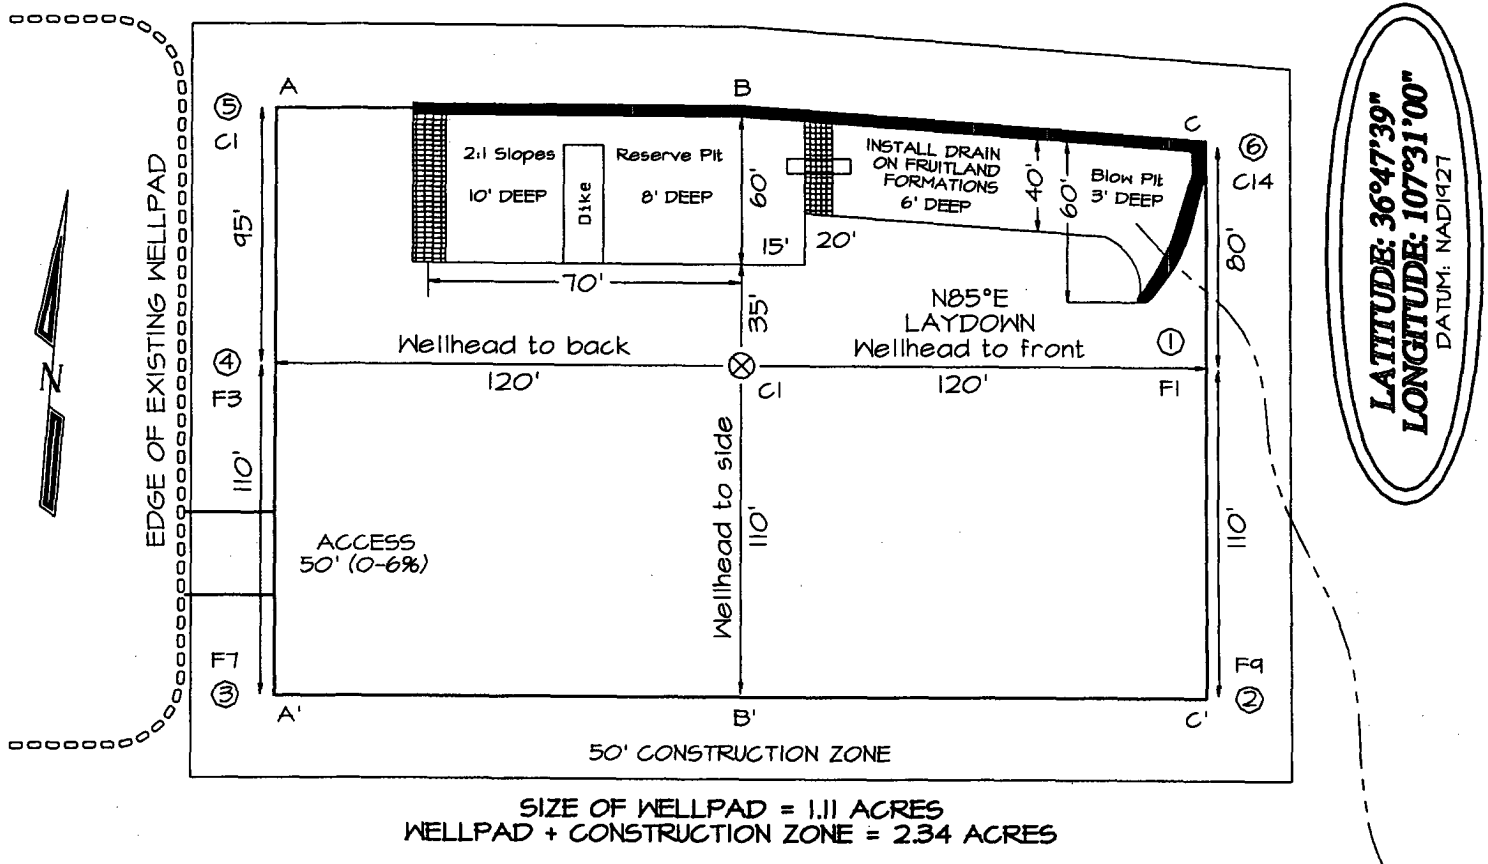 A
B
C
⑤
C1
⑥
C14
2:1 Slopes
10' DEEP
Dike
Reserve Pit
8' DEEP
60'
INSTALL DRAIN
ON FRUITLAND
FORMATIONS
6' DEEP
40'
60'
Blow Pit
3' DEEP
95'
15'
20'
80'
70'
35'
N85°E
LAYDOWN
Wellhead to back
Wellhead to front
①
④
120'
C1
120'
F1
F3
N
EDGE OF EXISTING WELLPAD
110'
Wellhead to side
110'
110'
ACCESS
50' (0-6%)
F7
③
F9
②
A'
B'
C'
50' CONSTRUCTION ZONE
SIZE OF WELLPAD = 1.11 ACRES
WELLPAD + CONSTRUCTION ZONE = 2.34 ACRES
LATITUDE: 36°47'39"
LONGITUDE: 107°31'00"
DATUM: NAD1927